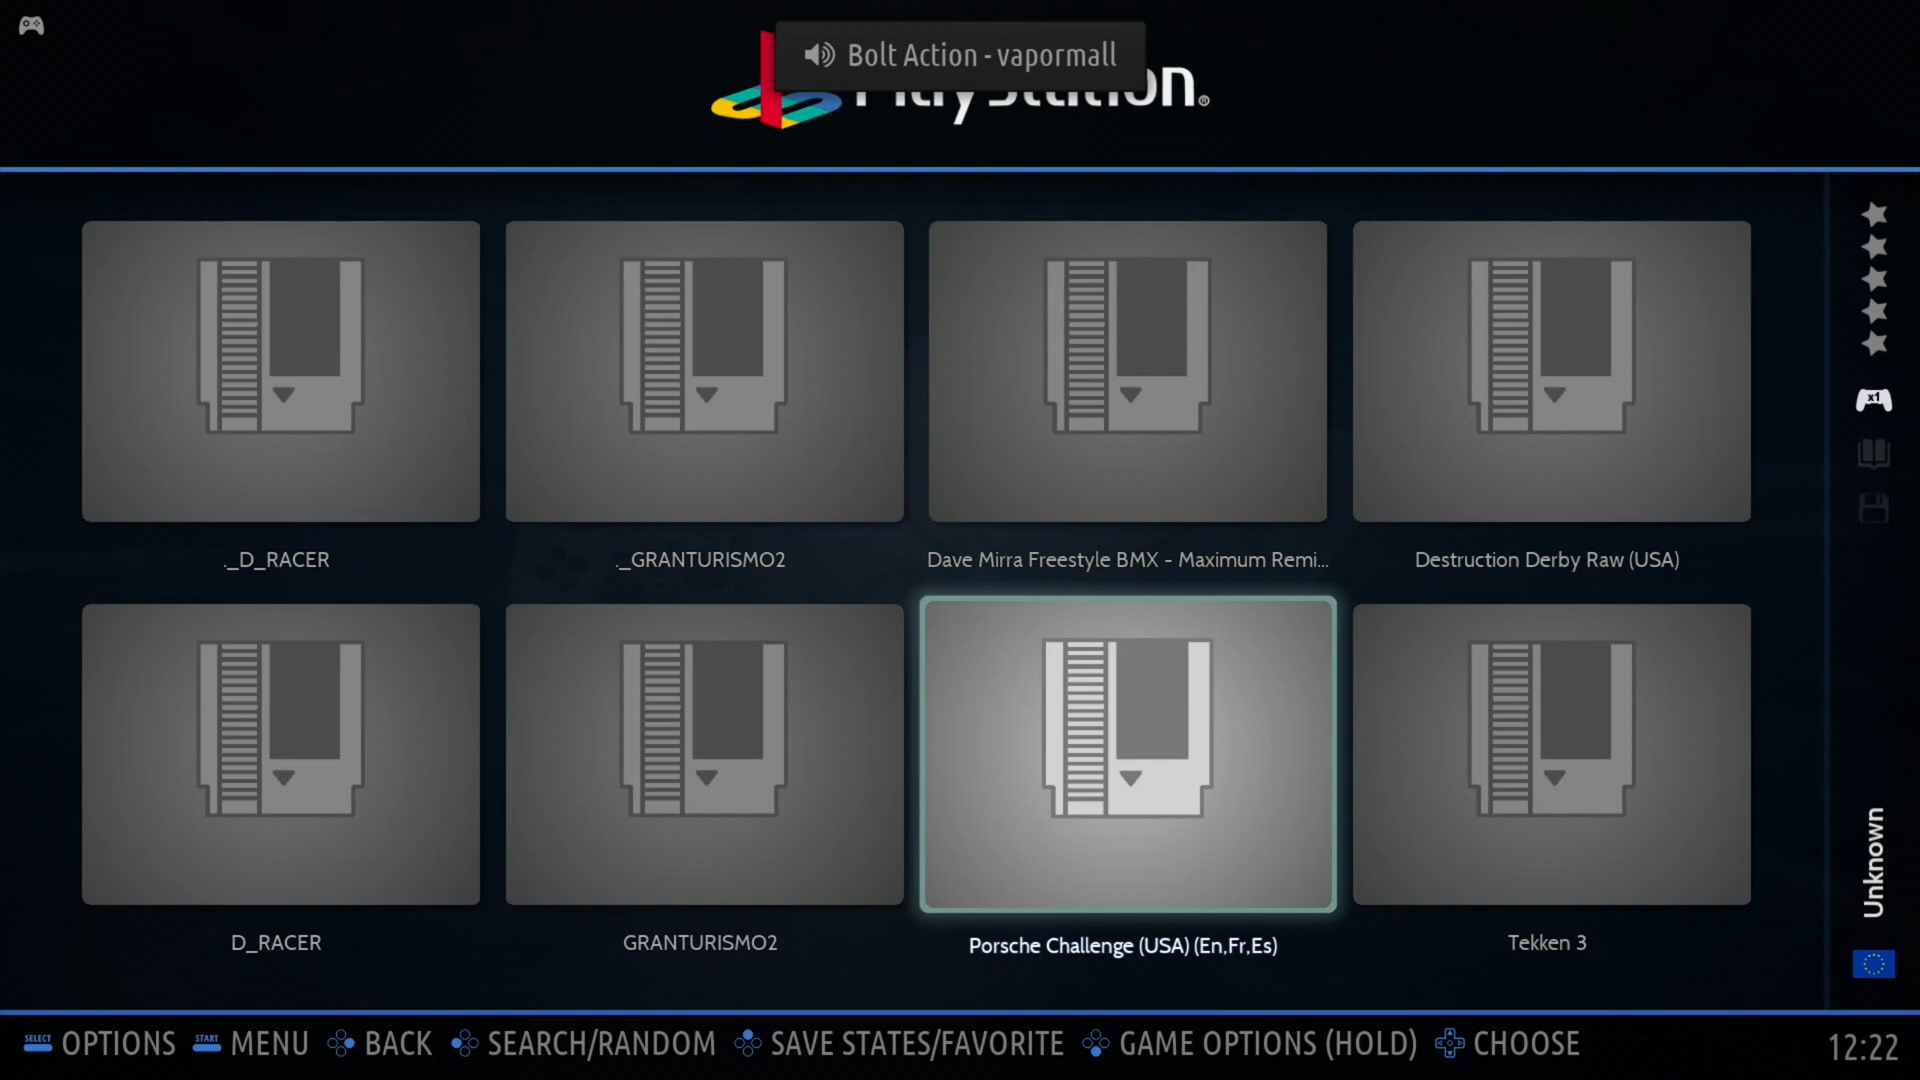 Bolt Action - vapormall
PlayStation®
._D_RACER
._GRANTURISMO2
Dave Mirra Freestyle BMX - Maximum Remi...
Destruction Derby Raw (USA)
x1
D_RACER
GRANTURISMO2
Porsche Challenge (USA) (En,Fr,Es)
Tekken 3
Unknown
SELECT OPTIONS START MENU BACK SEARCH/RANDOM SAVE STATES/FAVORITE GAME OPTIONS (HOLD) CHOOSE 12:22